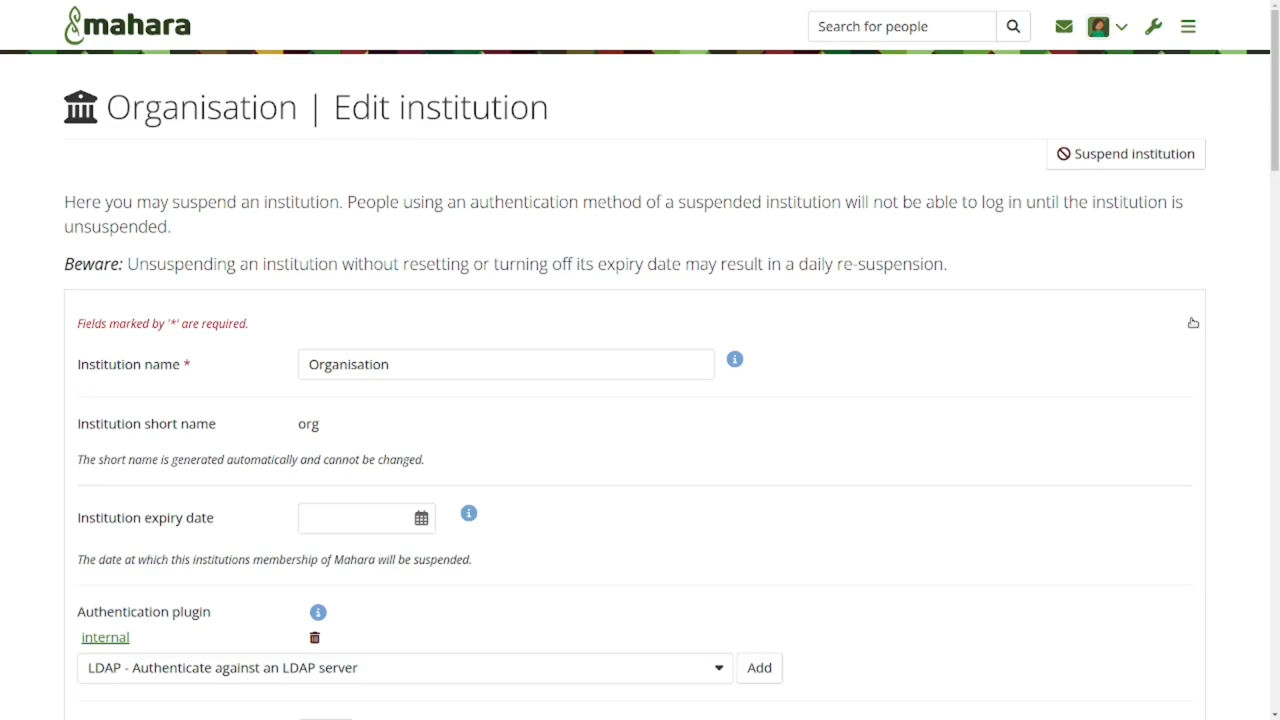 mahara
Search for people
Organisation | Edit institution
Suspend institution
Here you may suspend an institution. People using an authentication method of a suspended institution will not be able to log in until the institution is
unsuspended.
Beware: Unsuspending an institution without resetting or turning off its expiry date may result in a daily re-suspension.
Fields marked by '*' are required.
Institution name *
Organisation
Institution short name
org
The short name is generated automatically and cannot be changed.
Institution expiry date
The date at which this institutions membership of Mahara will be suspended.
Authentication plugin
internal
LDAP - Authenticate against an LDAP server
Add